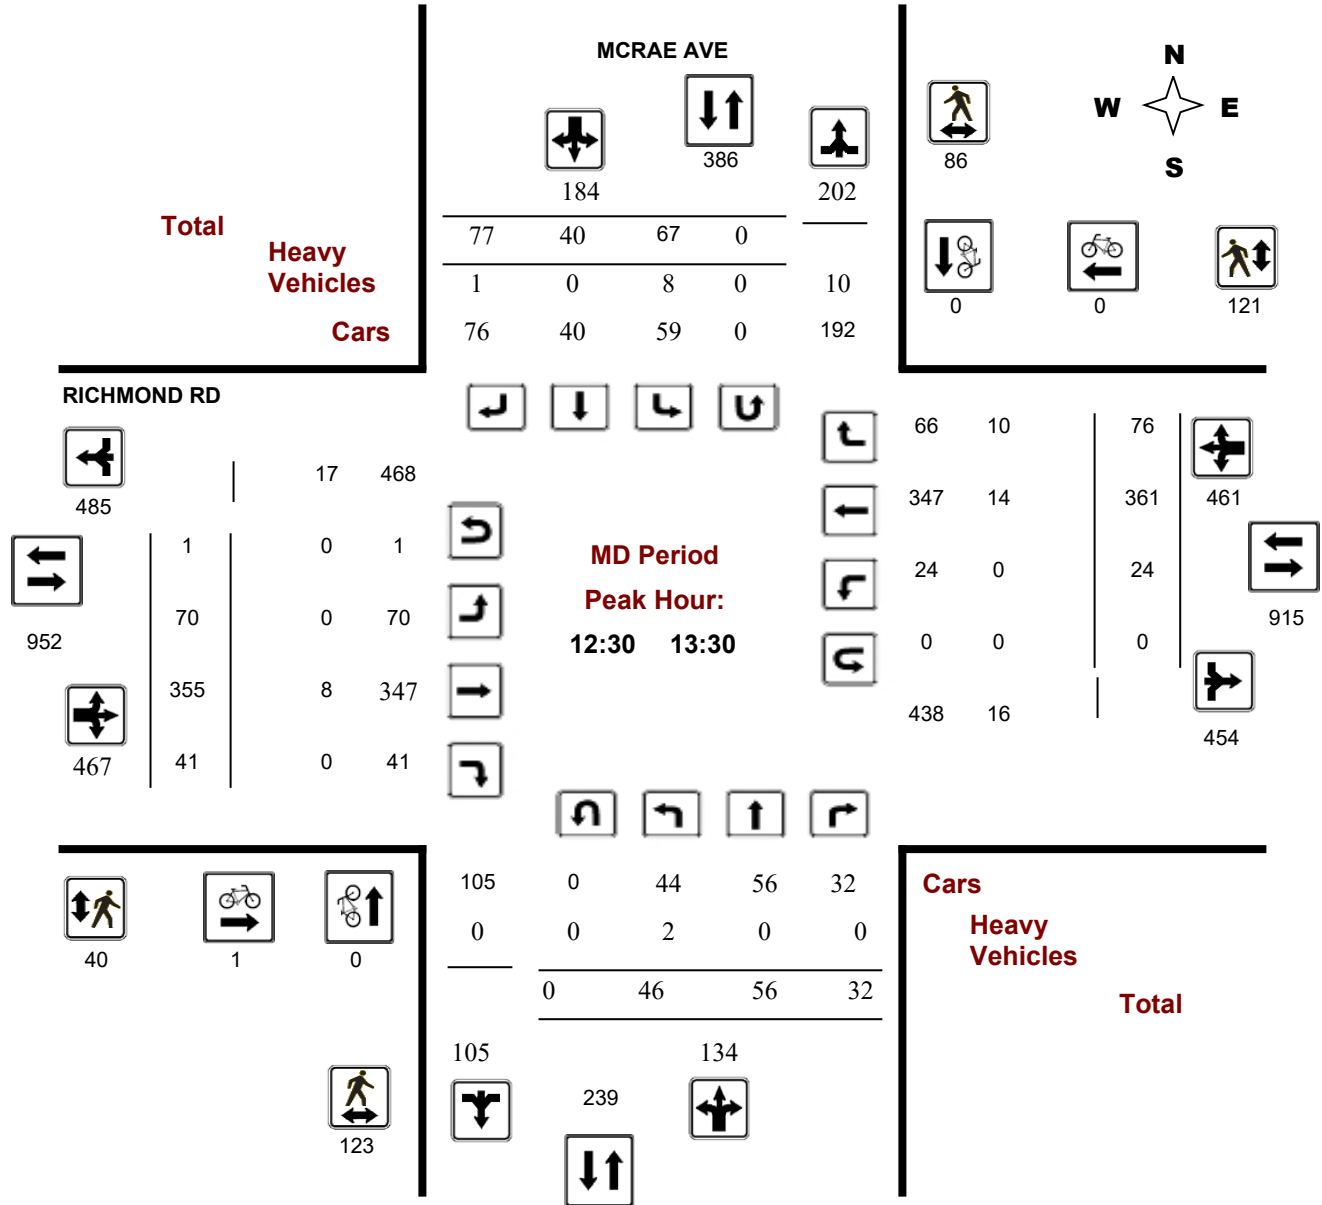 MCRAE AVE
N
W E
S
386
86
184
202
Total
77 40 67 0
Heavy
Vehicles
1 0 8 0 10
0 0 121
Cars
76 40 59 0 192
RICHMOND RD
66 10 76
17 468
485
347 14 361 461
1 0 1
MD Period
24 0 24
Peak Hour:
70 0 70
915
952
12:30 13:30
0 0 0
355 8 347
438 16
454
467 41 0 41
105 0 44 56 32
Cars
0 0 2 0 0
Heavy
Vehicles
40 1 0
0 46 56 32
Total
105 134
239
123